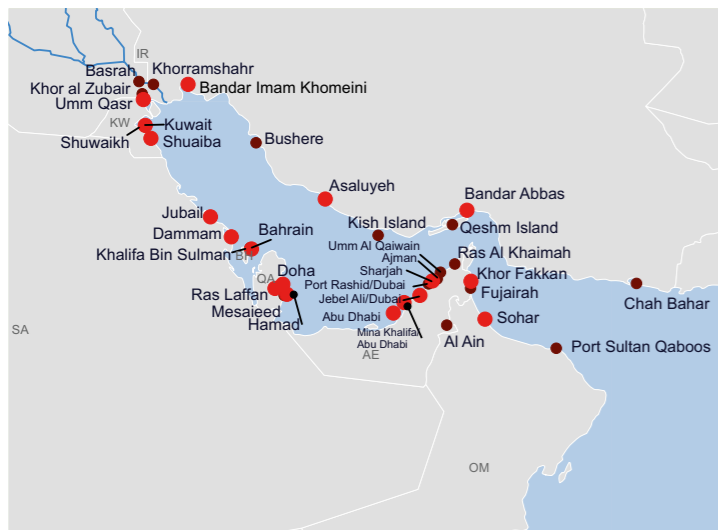 IR
Basrah
Khorramshahr
Khor al Zubair
Bandar Imam Khomeini
Umm Qasr
KW
Kuwait
Shuwaikh
Shuaiba
Bushere
Asaluyeh
Bandar Abbas
Jubail
Kish Island
Qeshm Island
Dammam
Bahrain
Umm Al Qaiwain
Ras Al Khaimah
Khalifa Bin Sulman
BH
Ajman
Sharjah
Khor Fakkan
QA
Doha
Port Rashid/Dubai
Fujairah
Chah Bahar
Ras Laffan
Jebel Ali/Dubai
Mesaieed
Abu Dhabi
Sohar
Hamad
Mina Khalifa/
Abu Dhabi
Al Ain
SA
AE
Port Sultan Qaboos
OM